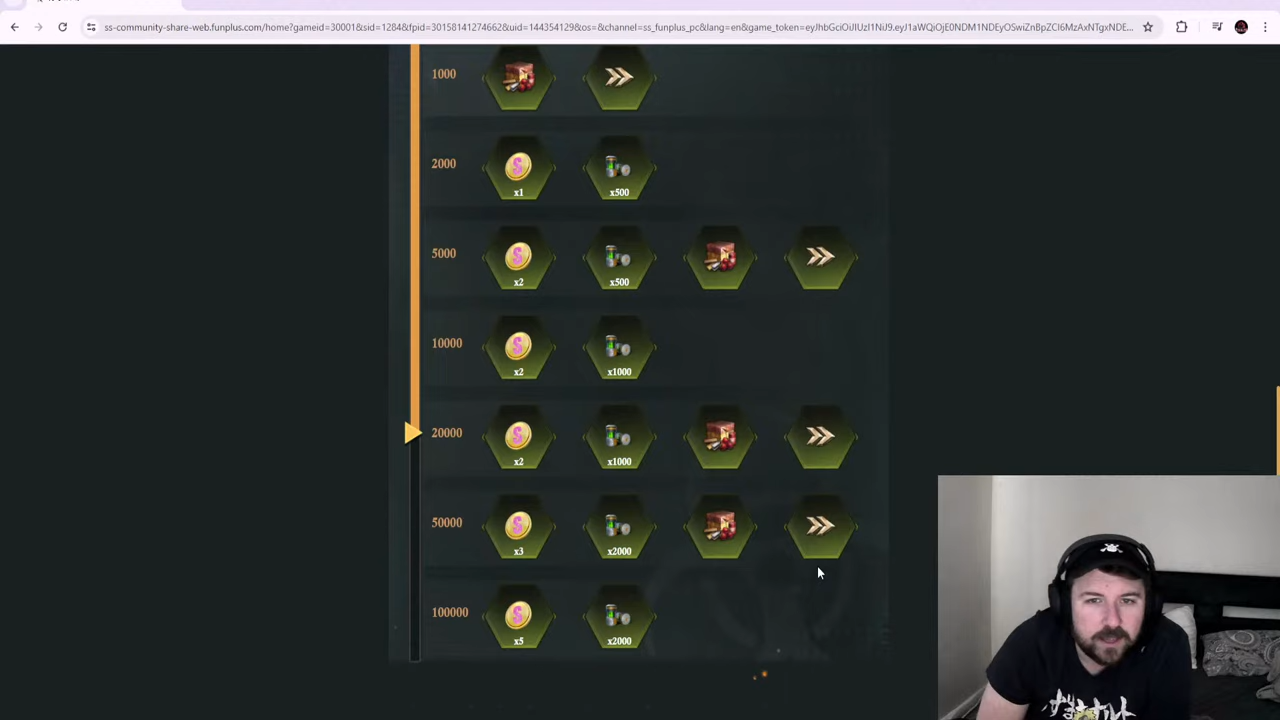 ss-community-share-web.funplus.com/home?gameid=30001&sid=1284&fpid=30158141274662&uid=144354129&os=&channel=ss_funplus_pc&lang=en&game_token=
1000
2000
x1
x500
5000
x2
x500
10000
x2
x1000
20000
x2
x1000
50000
x3
x2000
100000
x5
x2000